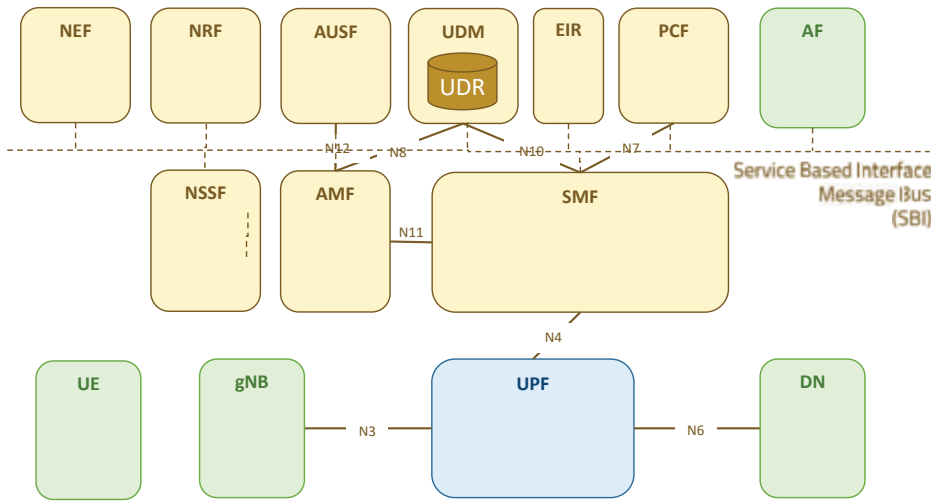 NEF
NRF
AUSF
UDM
EIR
PCF
AF
UDR
N12
N8
N10
N7
Service Based Interface
Message Bus
(SBI)
NSSF
AMF
SMF
N11
N4
UE
gNB
UPF
DN
N3
N6